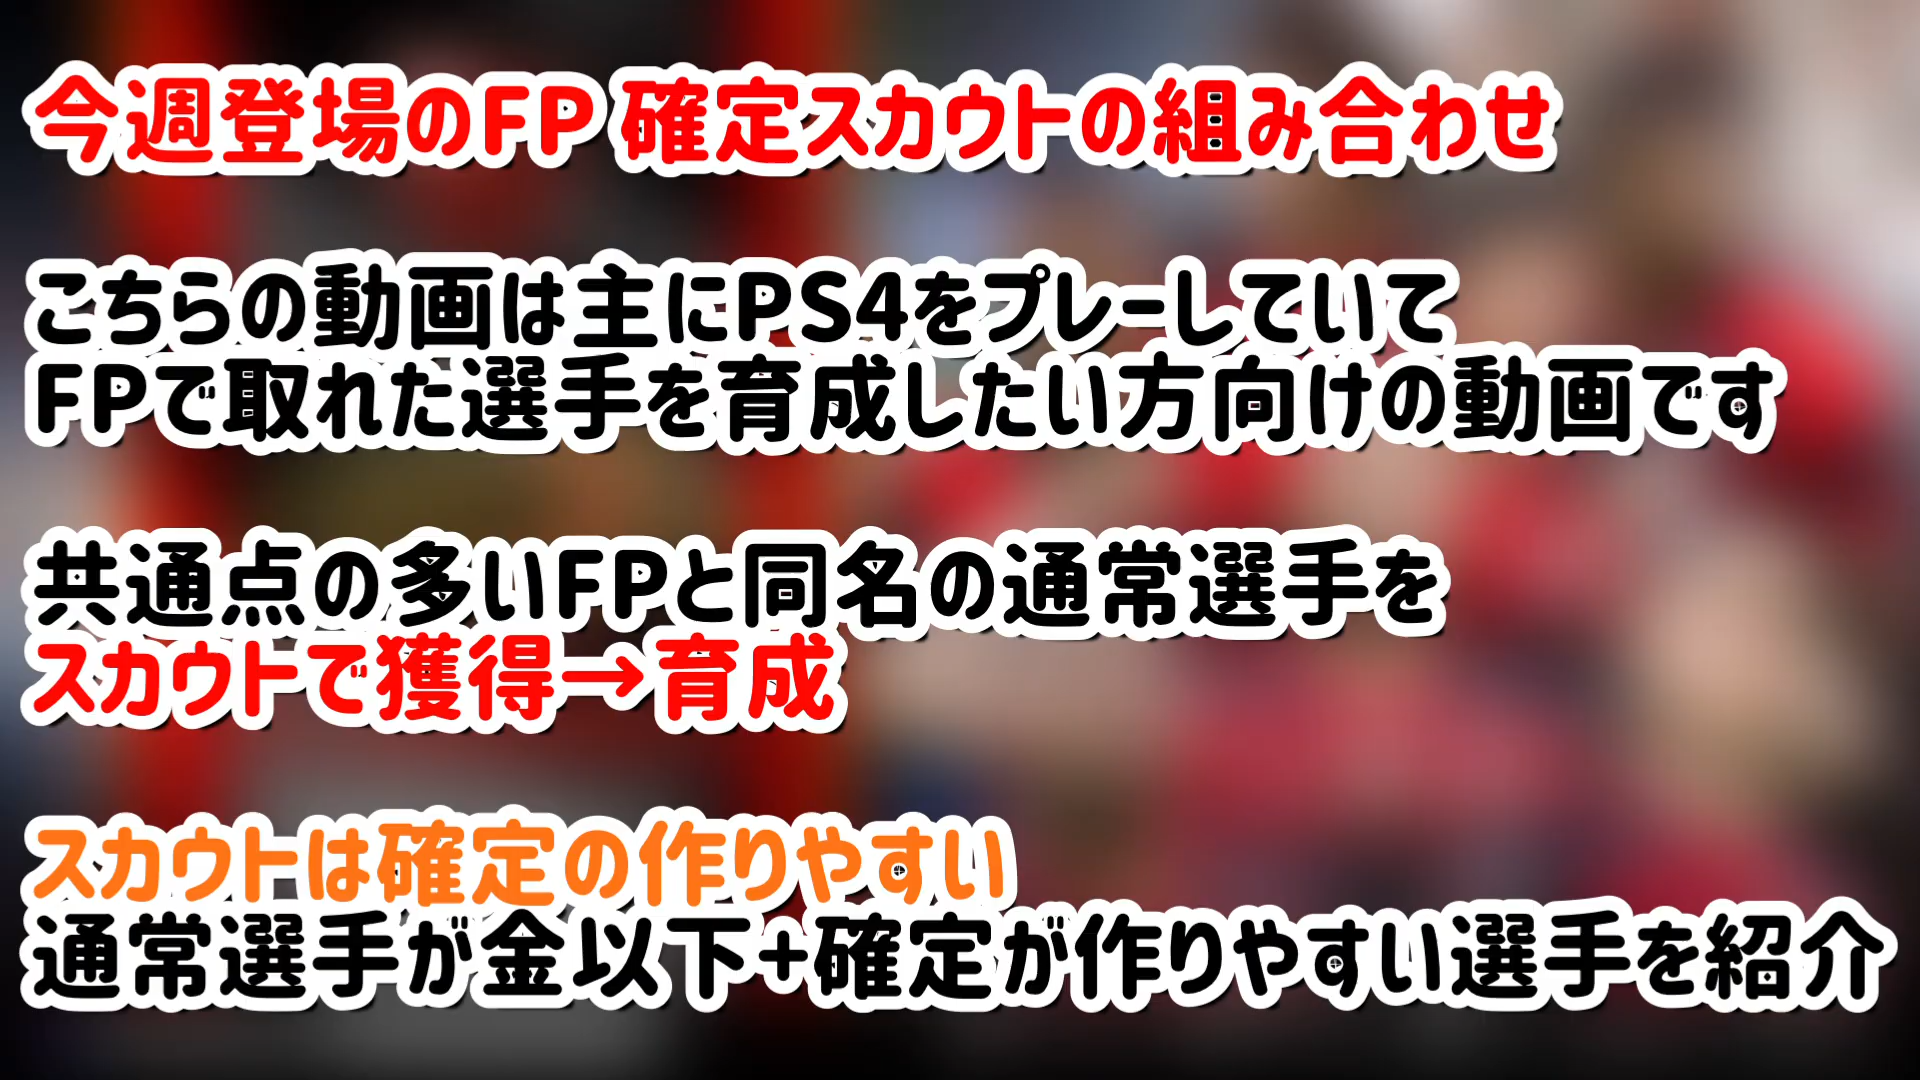 今週登場のFP 確定スカウトの組み合わせ
こちらの動画は主にPS4をプレーしていて
FPで取れた選手を育成したい方向けの動画です
共通点の多いFPと同名の通常選手を
スカウトで獲得→育成
スカウトは確定の作りやすい
通常選手が金以下+確定が作りやすい選手を紹介